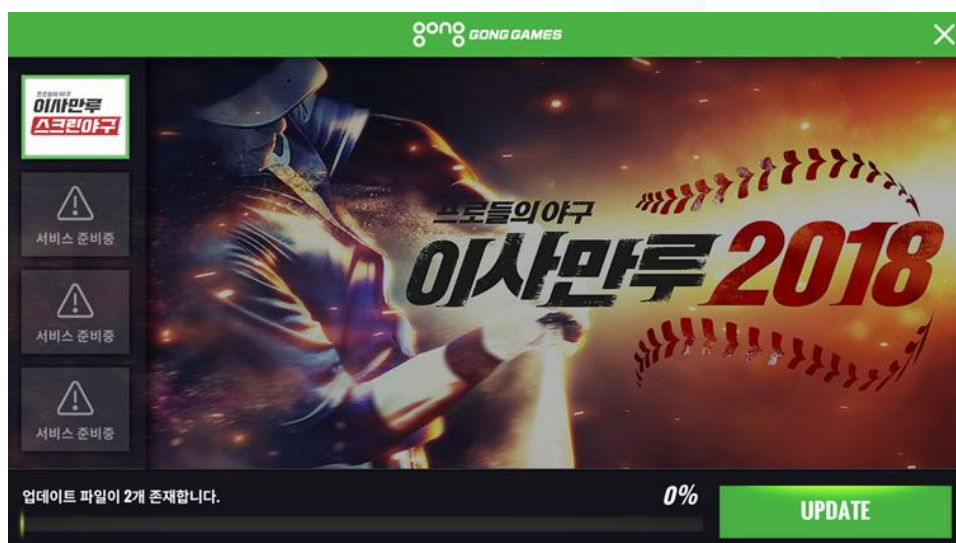 gong GONG GAMES
프로들의 야구
이사만루
스크린야구
서비스 준비중
서비스 준비중
서비스 준비중
프로들의 야구
이사만루 2018
업데이트 파일이 2개 존재합니다.
0%
UPDATE